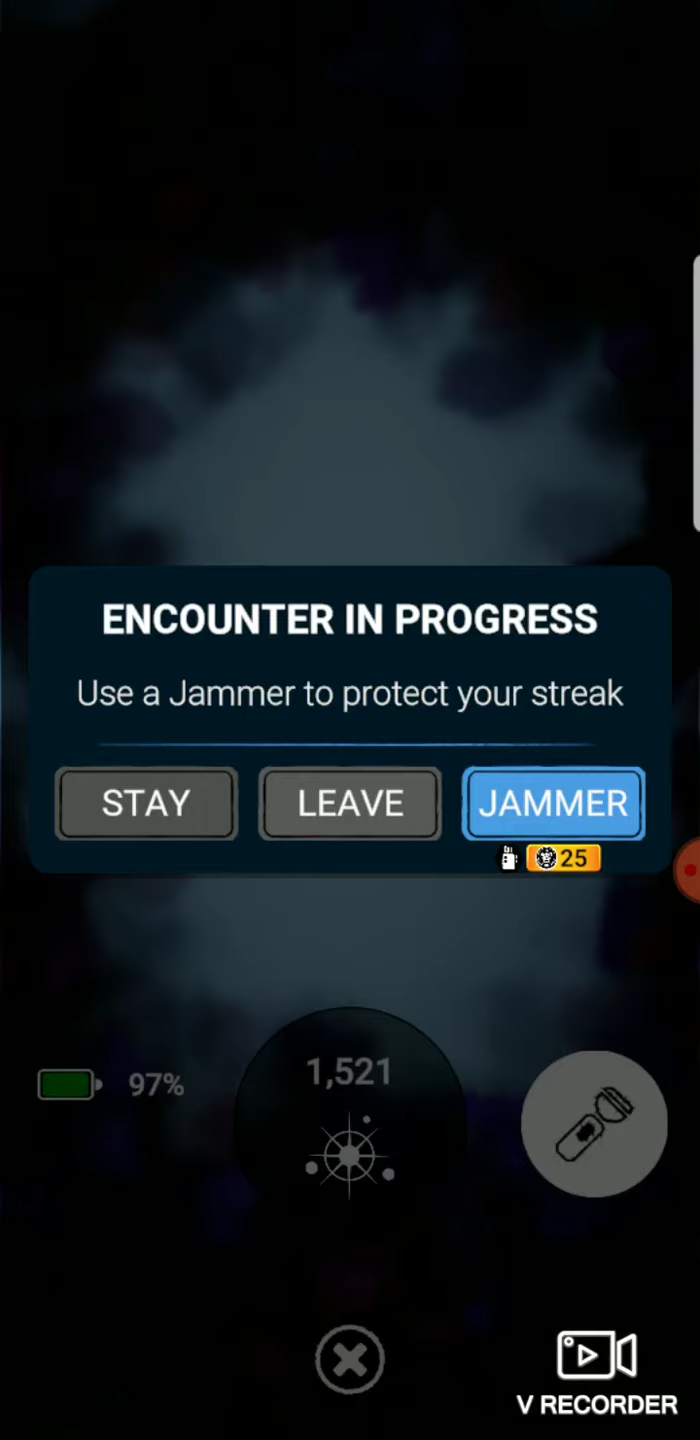 ENCOUNTER IN PROGRESS
Use a Jammer to protect your streak
STAY
LEAVE
JAMMER
25
1,521
97%
V RECORDER